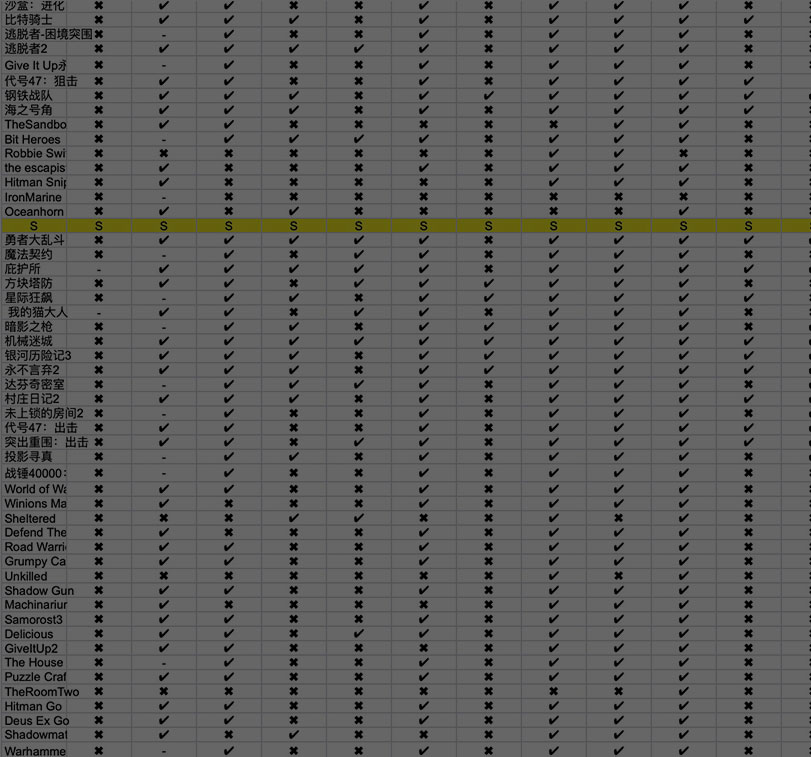 沙盒：进化
比特骑士
逃脱者-困境突围
逃脱者2
Give It Up永
代号47：狙击
钢铁战队
海之号角
TheSandbo
Bit Heroes
Robbie Swi
the escapis
Hitman Snip
IronMarine
Oceanhorn
S S S S S S S S S S S S
勇者大乱斗
魔法契约
庇护所
方块塔防
星际狂飙
我的猫大人
暗影之枪
机械迷城
银河历险记3
永不言弃2
达芬奇密室
村庄日记2
未上锁的房间2
代号47：出击
突出重围：出击
投影寻真
战锤40000：
World of Wa
Winions Ma
Sheltered
Defend The
Road Warri
Grumpy Ca
Unkilled
Shadow Gun
Machinariur
Samorost3
Delicious
GiveItUp2
The House
Puzzle Craf
TheRoomTwo
Hitman Go
Deus Ex Go
Shadowmat
Warhamme